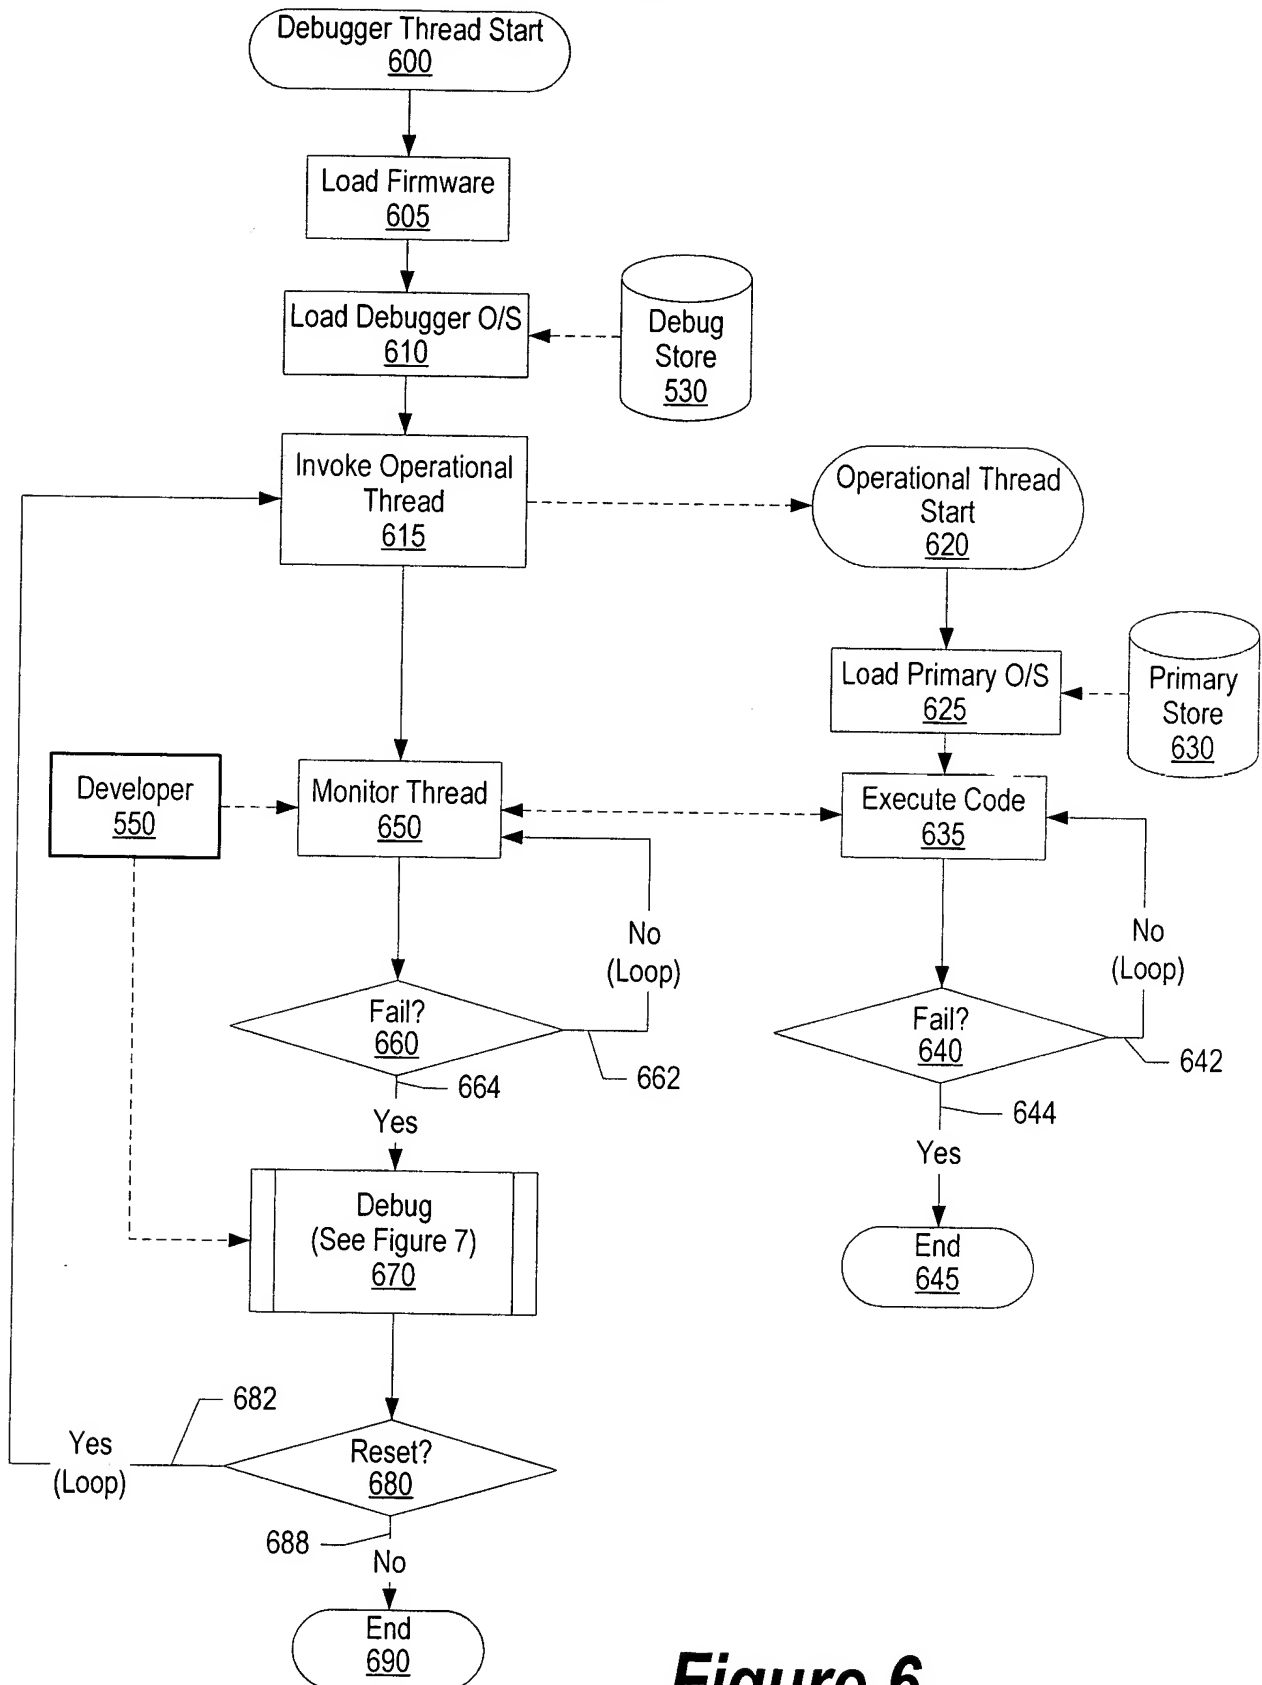 Debugger Thread Start
600
Load Firmware
605
Load Debugger O/S
610
Debug
Store
530
Invoke Operational
Thread
615
Operational Thread
Start
620
Load Primary O/S
625
Primary
Store
630
Developer
550
Monitor Thread
650
Execute Code
635
No
(Loop)
No
(Loop)
Fail?
660
Fail?
640
662
642
664
644
Yes
Yes
Debug
(See Figure 7)
670
End
645
682
Yes
(Loop)
Reset?
680
688
No
End
690
Figure 6